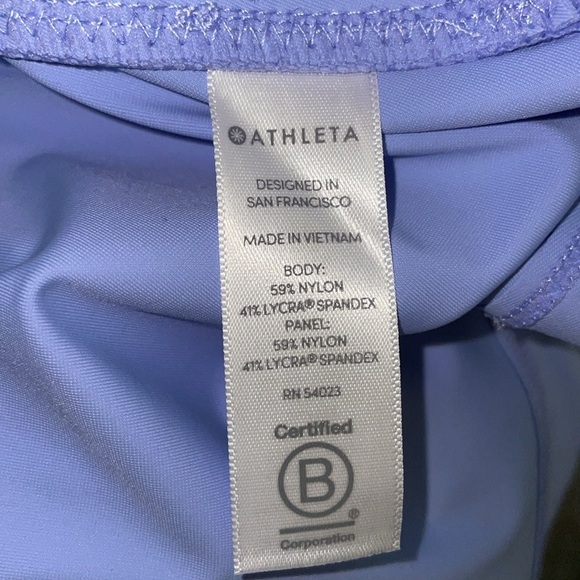 ATHLETA
DESIGNED IN
SAN FRANCISCO
MADE IN VIETNAM
BODY:
59% NYLON
41% LYCRA® SPANDEX
PANEL:
59% NYLON
41% LYCRA® SPANDEX
RN 54023
Certified
B
®
Corporation